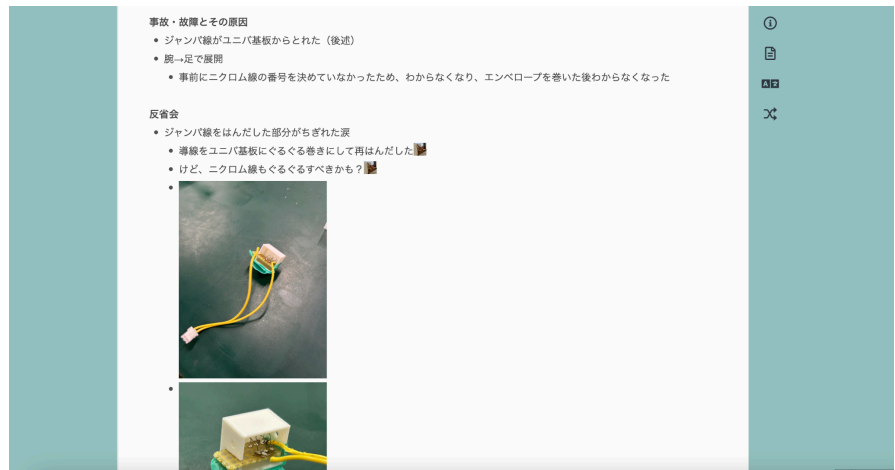 事故・故障とその原因
ジャンパ線がユニバ基板からとれた（後述）
腕→足で展開
事前にニクロム線の番号を決めていなかったため、わからなくなり、エンベロープを巻いた後わからなくなった
反省会
ジャンパ線をはんだした部分がちぎれた涙
導線をユニバ基板にぐるぐる巻きにして再はんだした
けど、ニクロム線もぐるぐるすべきかも？